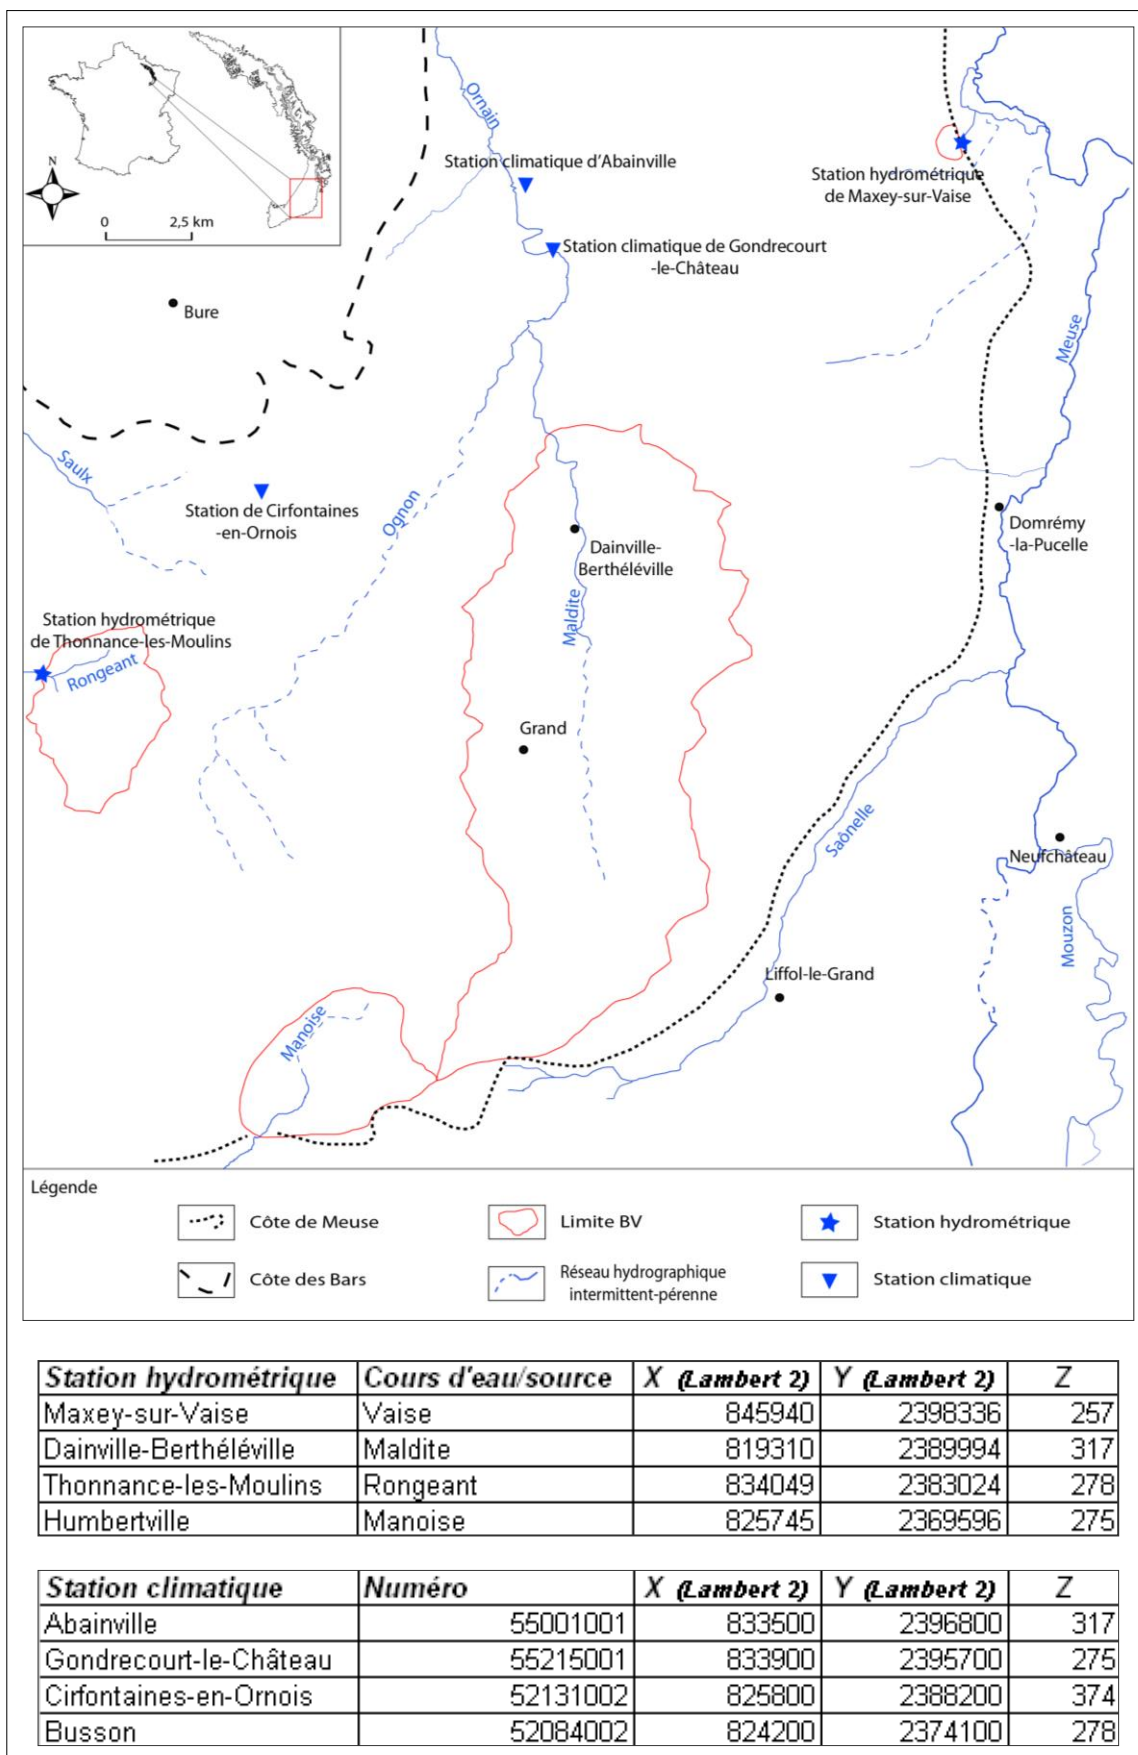 N
0 2,5 km
Ornain
Station climatique d'Abainville
Station hydrométrique
de Maxey-sur-Vaise
Station climatique de Gondrecourt
-le-Château
Bure
Meuse
Saulx
Station de Cirfontaines
-en-Ornois
Ognon
Domrémy
-la-Pucelle
Dainville-
Berthéléville
Maldite
Station hydrométrique
de Thonnance-les-Moulins
Rongeant
Grand
Saônelle
Neufchâteau
Mouzon
Liffol-le-Grand
Manoise
Légende
Côte de Meuse
Limite BV
Station hydrométrique
Côte des Bars
Réseau hydrographique
intermittent-pérenne
Station climatique
Station hydrométrique Cours d'eau/source X (Lambert 2) Y (Lambert 2) Z
Maxey-sur-Vaise Vaise 845940 2398336 257
Dainville-Berthéléville Maldite 819310 2389994 317
Thonnance-les-Moulins Rongeant 834049 2383024 278
Humbertville Manoise 825745 2369596 275
Station climatique Numéro X (Lambert 2) Y (Lambert 2) Z
Abainville 55001001 833500 2396800 317
Gondrecourt-le-Château 55215001 833900 2395700 275
Cirfontaines-en-Ornois 52131002 825800 2388200 374
Busson 52084002 824200 2374100 278